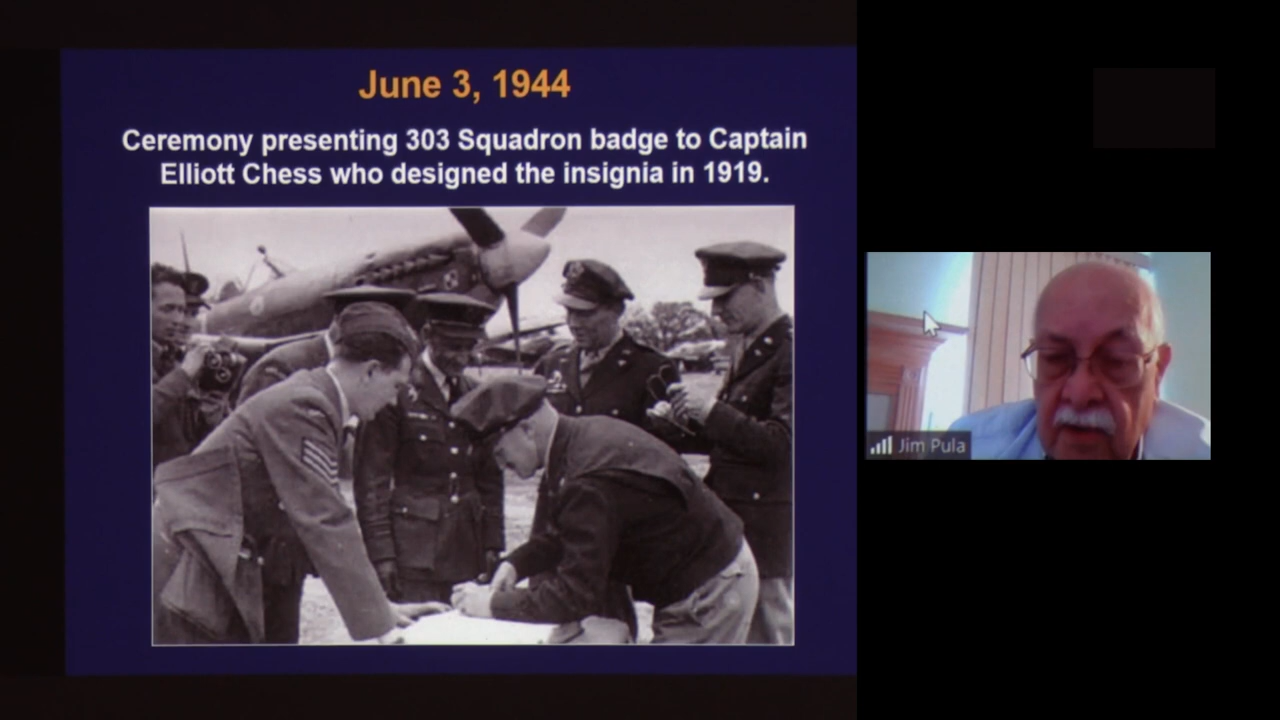 June 3, 1944
Ceremony presenting 303 Squadron badge to Captain
Elliott Chess who designed the insignia in 1919.
Jim Pula